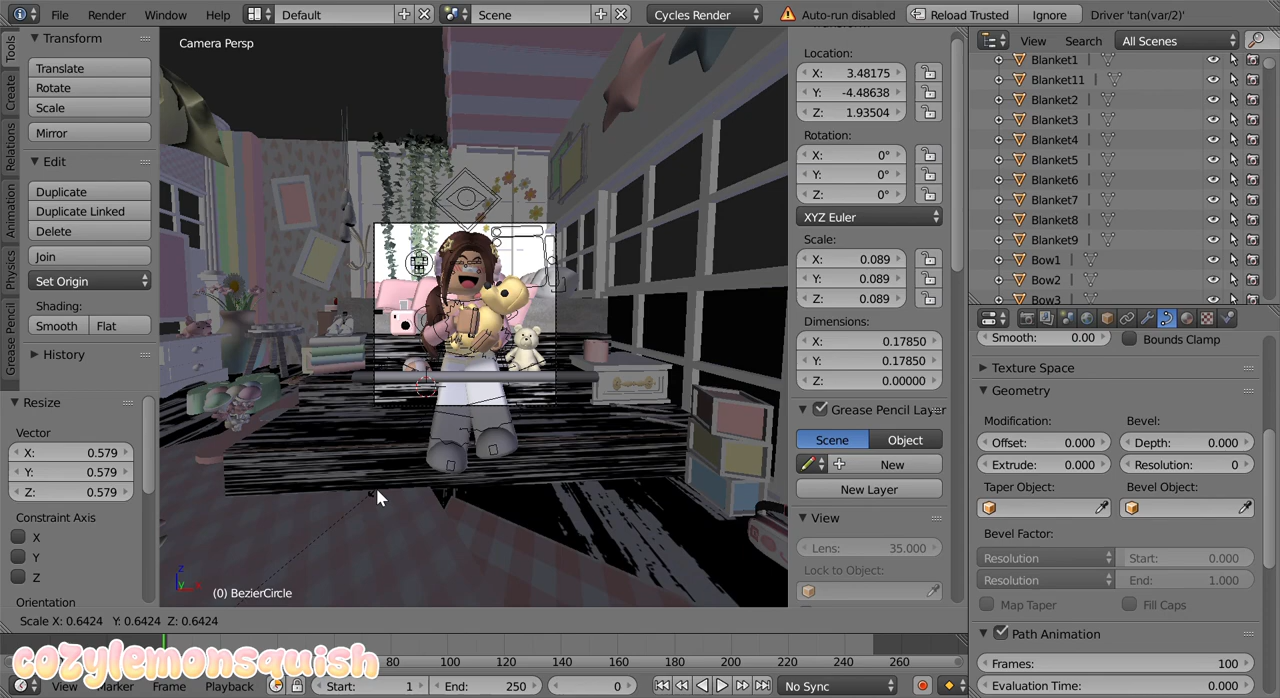 File Render Window Help Default Scene Cycles Render Auto-run disabled Reload Trusted Ignore Driver 'tan(var/2)'
Tools
Create
Relations
Animation
Physics
Grease Pencil
Transform
Translate
Rotate
Scale
Mirror
Edit
Duplicate
Duplicate Linked
Delete
Join
Set Origin
Shading:
Smooth Flat
History
Resize
Vector
X: 0.579
Y: 0.579
Z: 0.579
Constraint Axis
X
Y
Z
Orientation
Camera Persp
(0) BezierCircle
Location:
X: 3.48175
Y: -4.48638
Z: 1.93504
Rotation:
X: 0°
Y: 0°
Z: 0°
XYZ Euler
Scale:
X: 0.089
Y: 0.089
Z: 0.089
Dimensions:
X: 0.17850
Y: 0.17850
Z: 0.00000
Grease Pencil Layer
Scene Object
New
New Layer
View
Lens: 35.000
Lock to Object:
View Search All Scenes
Blanket1
Blanket11
Blanket2
Blanket3
Blanket4
Blanket5
Blanket6
Blanket7
Blanket8
Blanket9
Bow1
Bow2
Bow3
Smooth: 0.00 Bounds Clamp
Texture Space
Geometry
Modification: Bevel:
Offset: 0.000 Depth: 0.000
Extrude: 0.000 Resolution: 0
Taper Object: Bevel Object:
Bevel Factor:
Resolution Start: 0.000
Resolution End: 1.000
Map Taper Fill Caps
Path Animation
Frames: 100
Evaluation Time: 0.000
Scale X: 0.6424 Y: 0.6424 Z: 0.6424
80 100 120 140 160 180 200 220 240 260
cozylemonsquish
View Marker Frame Playback Start: 1 End: 250 0 No Sync